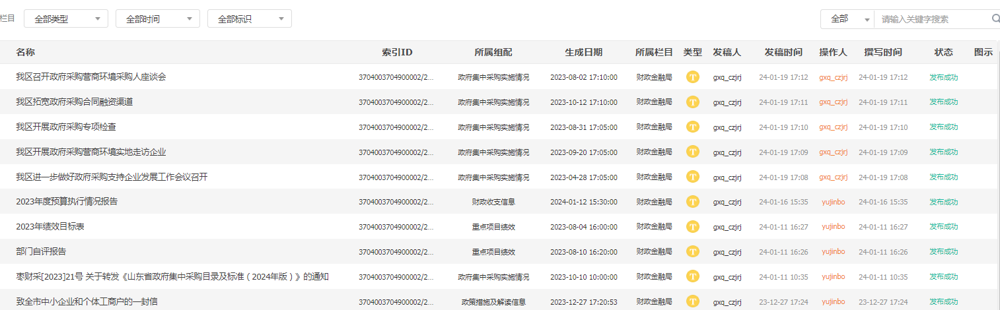 栏目 全部类型 全部时间 全部标识 全部 请输入关键字搜索
名称 索引ID 所属组配 生成日期 所属栏目 类型 发稿人 发稿时间 操作人 撰写时间 状态 图示
我区召开政府采购营商环境采购人座谈会 3704003704900002/2... 政府集中采购实施情况 2023-08-02 17:10:00 财政金融局 T gxq_czjrj 24-01-19 17:12 gxq_czjrj 24-01-19 17:12 发布成功
我区拓宽政府采购合同融资渠道 3704003704900002/2... 政府集中采购实施情况 2023-10-12 17:10:00 财政金融局 T gxq_czjrj 24-01-19 17:11 gxq_czjrj 24-01-19 17:11 发布成功
我区开展政府采购专项检查 3704003704900002/2... 政府集中采购实施情况 2023-08-31 17:05:00 财政金融局 T gxq_czjrj 24-01-19 17:10 gxq_czjrj 24-01-19 17:10 发布成功
我区开展政府采购营商环境实地走访企业 3704003704900002/2... 政府集中采购实施情况 2023-09-20 17:05:00 财政金融局 T gxq_czjrj 24-01-19 17:09 gxq_czjrj 24-01-19 17:09 发布成功
我区进一步做好政府采购支持企业发展工作会议召开 3704003704900002/2... 政府集中采购实施情况 2023-04-28 17:05:00 财政金融局 T gxq_czjrj 24-01-19 17:08 gxq_czjrj 24-01-19 17:08 发布成功
2023年度预算执行情况报告 3704003704900002/2... 财政收支信息 2024-01-12 15:30:00 财政金融局 T gxq_czjrj 24-01-16 15:35 yujinbo 24-01-16 15:35 发布成功
2023年绩效目标表 3704003704900002/2... 重点项目绩效 2023-08-04 16:00:00 财政金融局 T gxq_czjrj 24-01-11 16:27 yujinbo 24-01-11 16:27 发布成功
部门自评报告 3704003704900002/2... 重点项目绩效 2023-08-10 16:20:00 财政金融局 T gxq_czjrj 24-01-11 16:26 yujinbo 24-01-11 16:26 发布成功
枣财采[2023]21号 关于转发《山东省政府集中采购目录及标准（2024年版）》的通知 3704003704900002/2... 政府集中采购实施情况 2023-10-10 10:00:00 财政金融局 T gxq_czjrj 24-01-11 10:35 yujinbo 24-01-11 10:35 发布成功
致全市中小企业和个体工商户的一封信 3704003704900002/2... 政策措施及解读信息 2023-12-27 17:20:53 财政金融局 T gxq_czjrj 23-12-27 17:24 yujinbo 23-12-27 17:24 发布成功